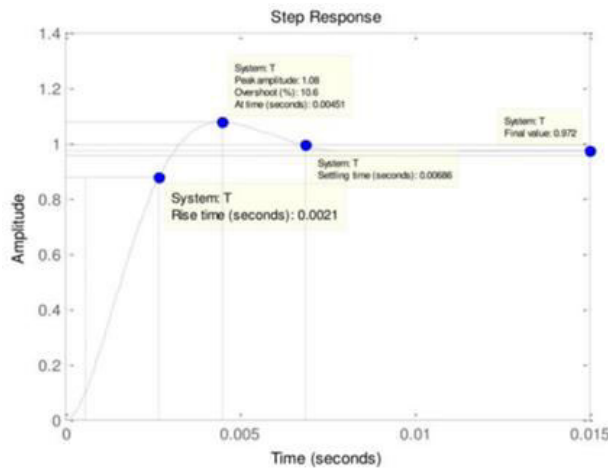 Step Response
1.4
1.2
1
0.8
0.6
0.4
0.2
0
Amplitude
System: T
Peak amplitude: 1.08
Overshoot (%): 10.6
At time (seconds): 0.00451
System: T
Final value: 0.972
System: T
Settling time (seconds): 0.00686
System: T
Rise time (seconds): 0.0021
0
0.005
0.01
0.015
Time (seconds)